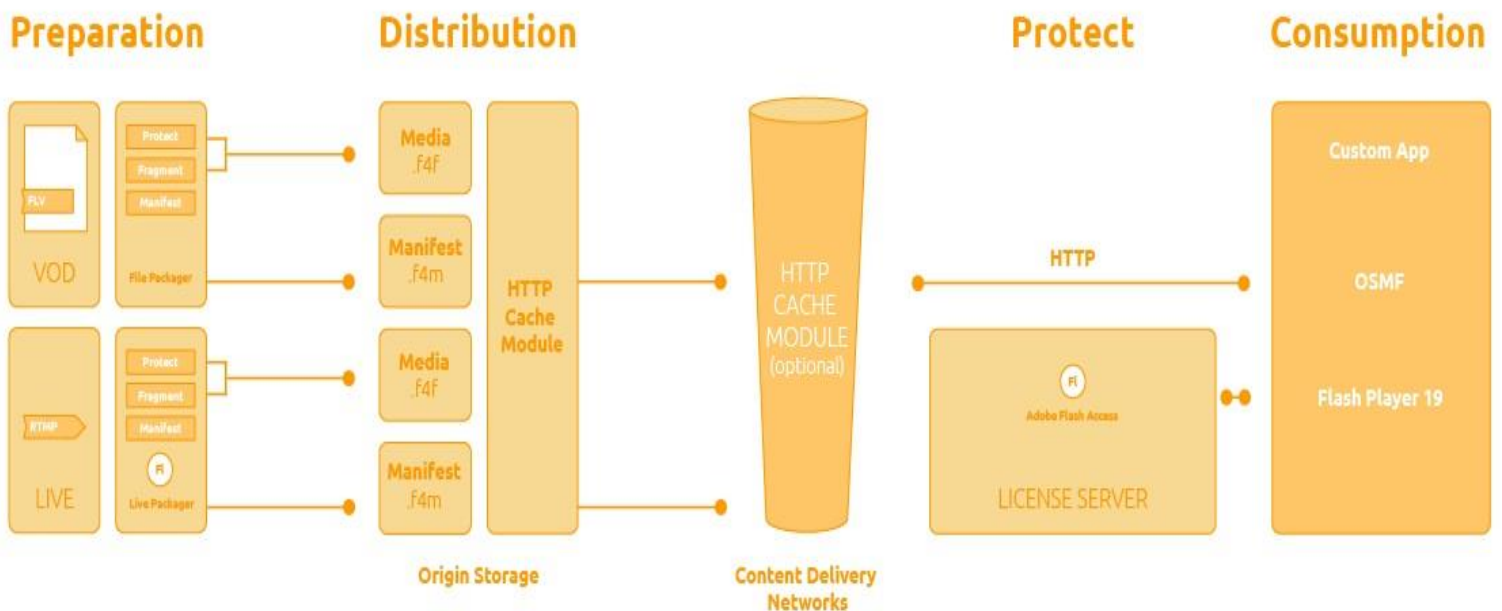 Preparation
Distribution
Protect
Consumption
FLV
VOD
Protect
Fragment
Manifest
File Packager
RTMP
LIVE
Protect
Fragment
Manifest
Fi
Live Packager
Media
.f4f
Manifest
.f4m
Media
.f4f
Manifest
.f4m
HTTP
Cache
Module
Origin Storage
HTTP
CACHE
MODULE
(optional)
Content Delivery
Networks
HTTP
Fi
Adobe Flash Access
LICENSE SERVER
Custom App
OSMF
Flash Player 19